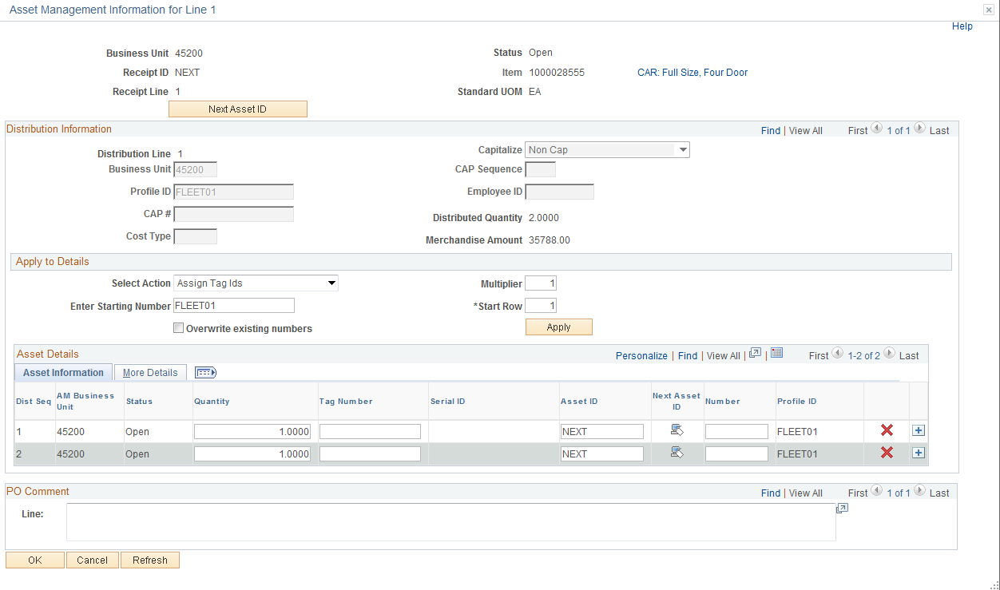 Asset Management Information for Line 1
Help
Business Unit 45200 Status Open
Receipt ID NEXT Item 1000028555 CAR: Full Size, Four Door
Receipt Line 1 Standard UOM EA
Next Asset ID
Distribution Information Find | View All First 1 of 1 Last
Distribution Line 1 Capitalize Non Cap
Business Unit 45200 CAP Sequence
Profile ID FLEET01 Employee ID
CAP # Distributed Quantity 2.0000
Cost Type Merchandise Amount 35788.00
Apply to Details
Select Action Assign Tag Ids Multiplier 1
Enter Starting Number FLEET01 *Start Row 1
Overwrite existing numbers Apply
Asset Details Personalize | Find | View All | | First 1-2 of 2 Last
Asset Information More Details
Dist Seq AM Business Unit Status Quantity Tag Number Serial ID Asset ID Next Asset ID Number Profile ID
1 45200 Open 1.0000 NEXT FLEET01
2 45200 Open 1.0000 NEXT FLEET01
PO Comment Find | View All First 1 of 1 Last
Line:
OK Cancel Refresh